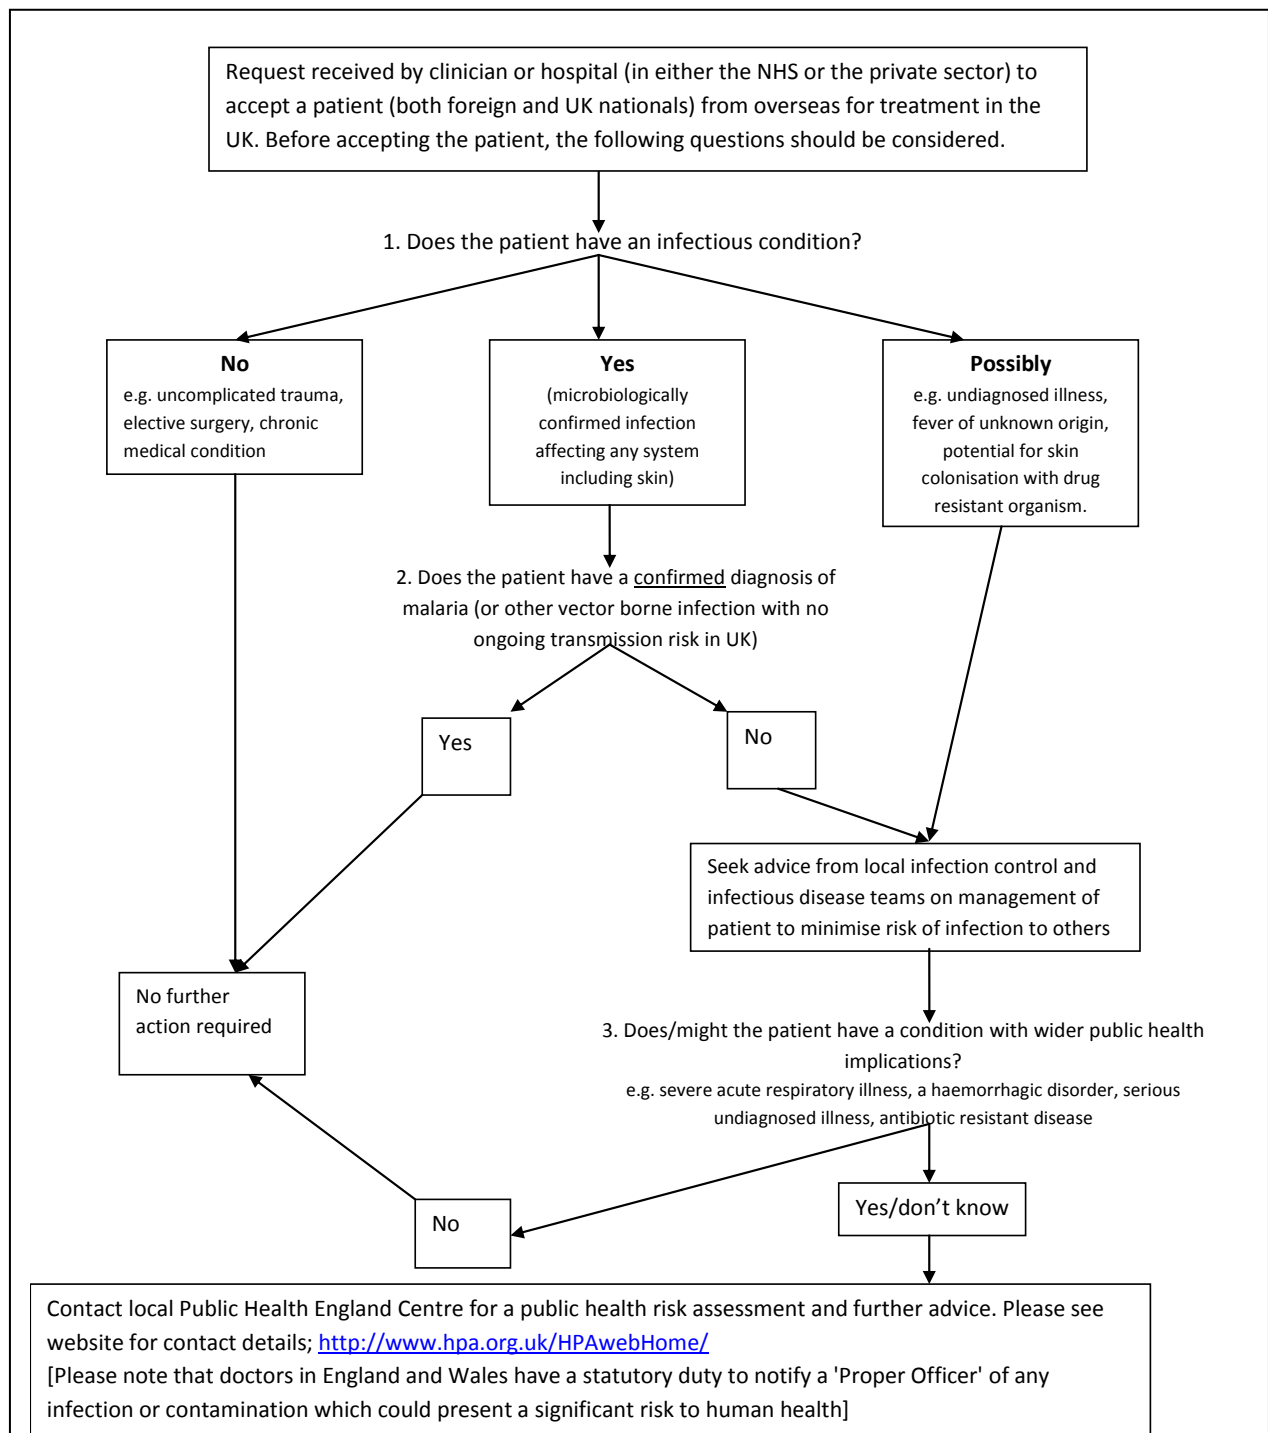 Request received by clinician or hospital (in either the NHS or the private sector) to
accept a patient (both foreign and UK nationals) from overseas for treatment in the
UK. Before accepting the patient, the following questions should be considered.
1. Does the patient have an infectious condition?
No
e.g. uncomplicated trauma,
elective surgery, chronic
medical condition
Yes
(microbiologically
confirmed infection
affecting any system
including skin)
Possibly
e.g. undiagnosed illness,
fever of unknown origin,
potential for skin
colonisation with drug
resistant organism.
2. Does the patient have a confirmed diagnosis of
malaria (or other vector borne infection with no
ongoing transmission risk in UK)
Yes
No
Seek advice from local infection control and
infectious disease teams on management of
patient to minimise risk of infection to others
No further
action required
3. Does/might the patient have a condition with wider public health
implications?
e.g. severe acute respiratory illness, a haemorrhagic disorder, serious
undiagnosed illness, antibiotic resistant disease
Yes/don’t know
No
Contact local Public Health England Centre for a public health risk assessment and further advice. Please see
website for contact details; http://www.hpa.org.uk/HPAwebHome/
[Please note that doctors in England and Wales have a statutory duty to notify a 'Proper Officer' of any
infection or contamination which could present a significant risk to human health]